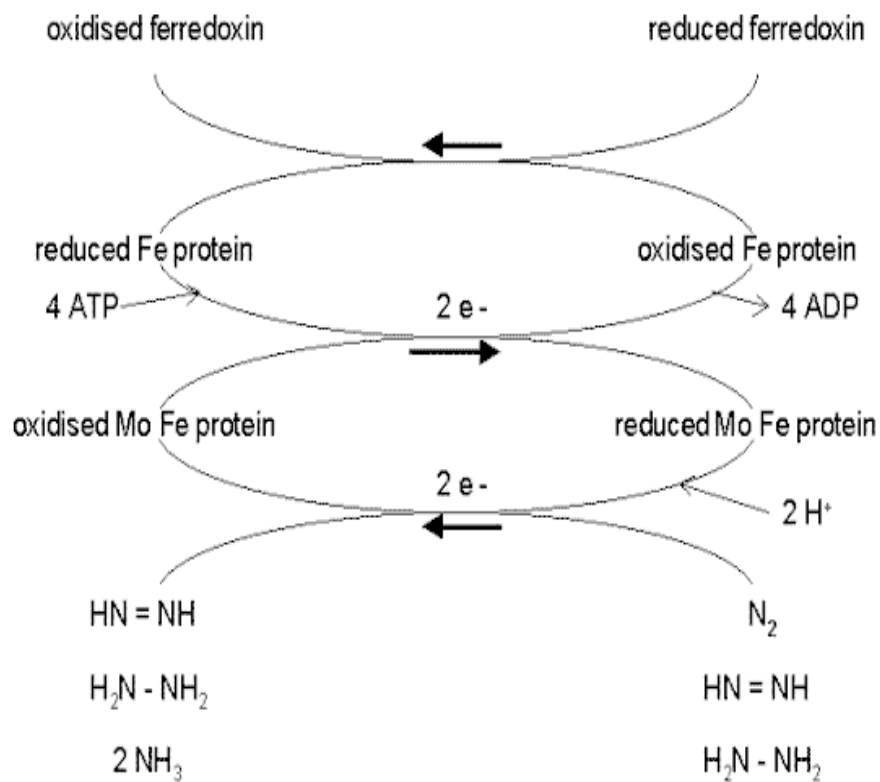 oxidised ferredoxin reduced ferredoxin
reduced Fe protein oxidised Fe protein
4 ATP 2 e - 4 ADP
oxidised Mo Fe protein reduced Mo Fe protein
2 e -
2 H⁺
HN = NH N₂
H₂N - NH₂ HN = NH
2 NH₃ H₂N - NH₂